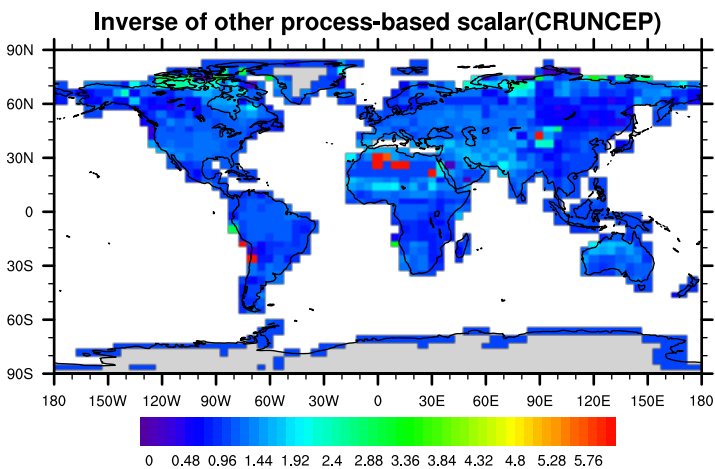 Inverse of other process-based scalar(CRUNCEP)
90N
60N
30N
0
30S
60S
90S
180 150W 120W 90W 60W 30W 0 30E 60E 90E 120E 150E 180
0 0.48 0.96 1.44 1.92 2.4 2.88 3.36 3.84 4.32 4.8 5.28 5.76